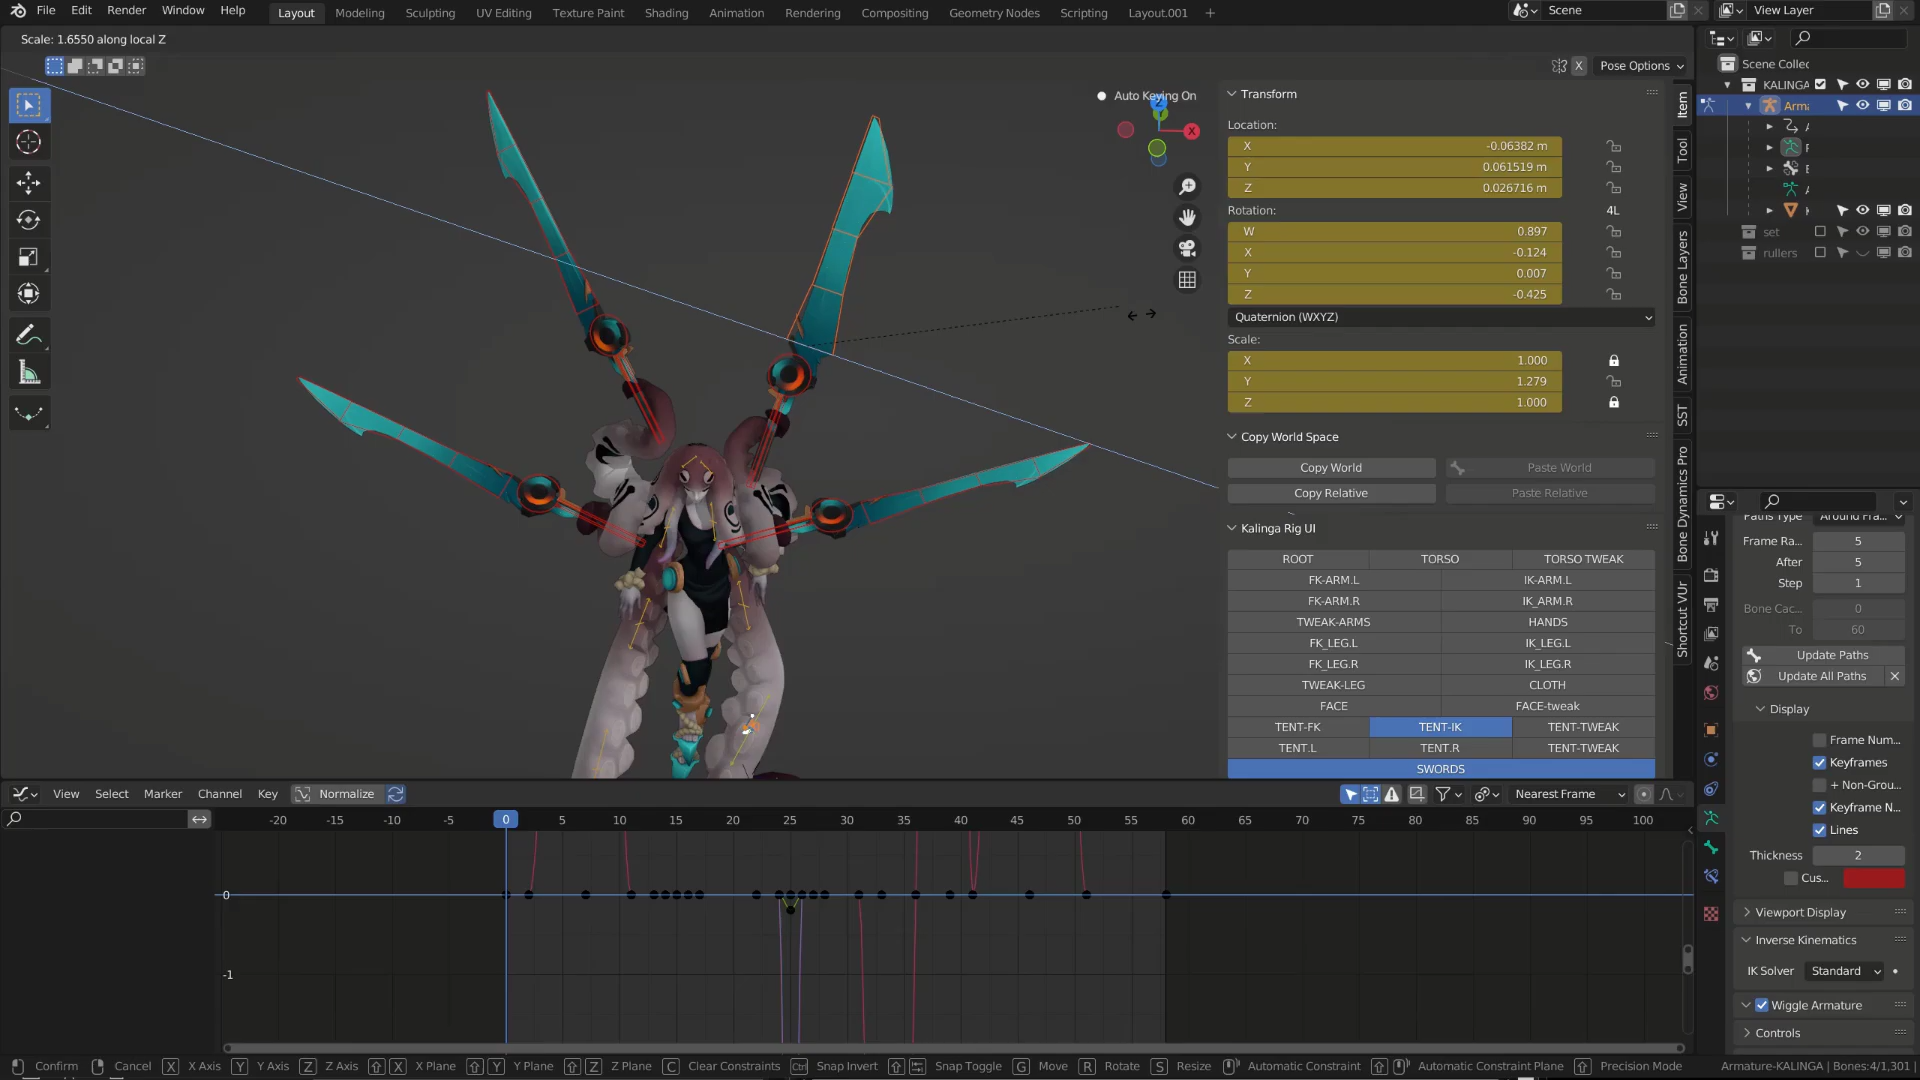 File Edit Render Window Help Layout Modeling Sculpting UV Editing Texture Paint Shading Animation Rendering Compositing Geometry Nodes Scripting Layout.001 + Scene View Layer
Scale: 1.6550 along local Z
X Pose Options
Scene Collec
KALINGA
Arma
set
rullers
Auto Keying On
Z
X
Transform
Location:
X -0.06382 m
Y 0.061519 m
Z 0.026716 m
Rotation: 4L
W 0.897
X -0.124
Y 0.007
Z -0.425
Quaternion (WXYZ)
Scale:
X 1.000
Y 1.279
Z 1.000
Copy World Space
Copy World Paste World
Copy Relative Paste Relative
Kalinga Rig UI
ROOT TORSO TORSO TWEAK
FK-ARM.L IK-ARM.L
FK-ARM.R IK_ARM.R
TWEAK-ARMS HANDS
FK_LEG.L IK_LEG.L
FK_LEG.R IK_LEG.R
TWEAK-LEG CLOTH
FACE FACE-tweak
TENT-FK TENT-IK TENT-TWEAK
TENT.L TENT.R TENT-TWEAK
SWORDS
Item
Tool
View
Bone Layers
Animation
SST
Bone Dynamics Pro
Shortcut VUr
Paths Type Around Fra...
Frame Ra... 5
After 5
Step 1
Bone Cac... 0
To 60
Update Paths
Update All Paths
Display
Frame Num...
Keyframes
+ Non-Grou...
Keyframe N...
Lines
Thickness 2
Cus...
Viewport Display
Inverse Kinematics
IK Solver Standard
Wiggle Armature
Controls
View Select Marker Channel Key Normalize Nearest Frame
-20 -15 -10 -5 0 5 10 15 20 25 30 35 40 45 50 55 60 65 70 75 80 85 90 95 100
0
-1
Confirm Cancel X X Axis Y Y Axis Z Z Axis X X Plane Y Y Plane Z Z Plane C Clear Constraints Ctrl Snap Invert Snap Toggle G Move R Rotate S Resize Automatic Constraint Automatic Constraint Plane Precision Mode Armature-KALINGA | Bones:4/1,301